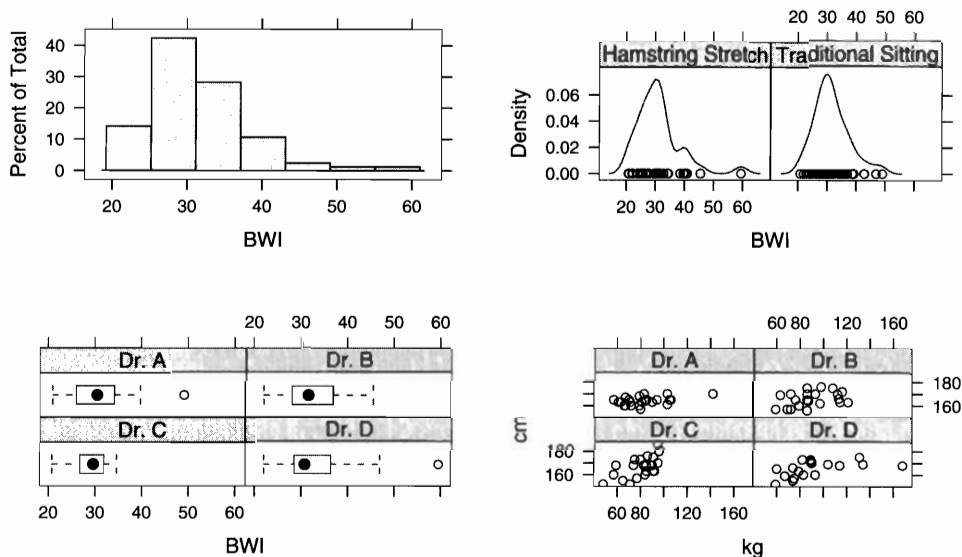 Percent of Total
40
30
20
10
0
20 30 40 50 60
BWI
20 30 40 50 60
Hamstring Stretch Traditional Sitting
Density
0.06
0.04
0.02
0.00
20 30 40 50 60
BWI
20 30 40 50 60
Dr. A Dr. B
Dr. C Dr. D
20 30 40 50 60
BWI
60 80 120 160
Dr. A Dr. B
180
160
cm
Dr. C Dr. D
180
160
60 80 120 160
kg